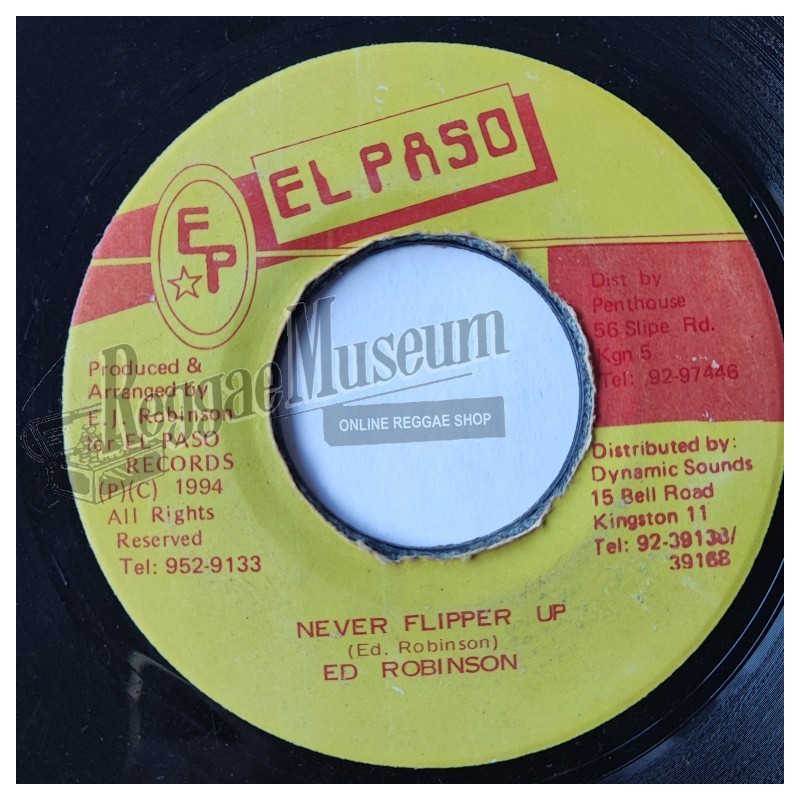 EL PASO
E
P
Dist by
Penthouse
56 Slipe Rd.
Kgn 5
Tel: 92-97446
Produced &
Arranged by
E.J. Robinson
for EL PASO
RECORDS
(P)(C) 1994
All Rights
Reserved
Tel: 952-9133
ReggaeMuseum
ONLINE REGGAE SHOP
Distributed by:
Dynamic Sounds
15 Bell Road
Kingston 11
Tel: 92-39138/
39168
NEVER FLIPPER UP
(Ed. Robinson)
ED ROBINSON